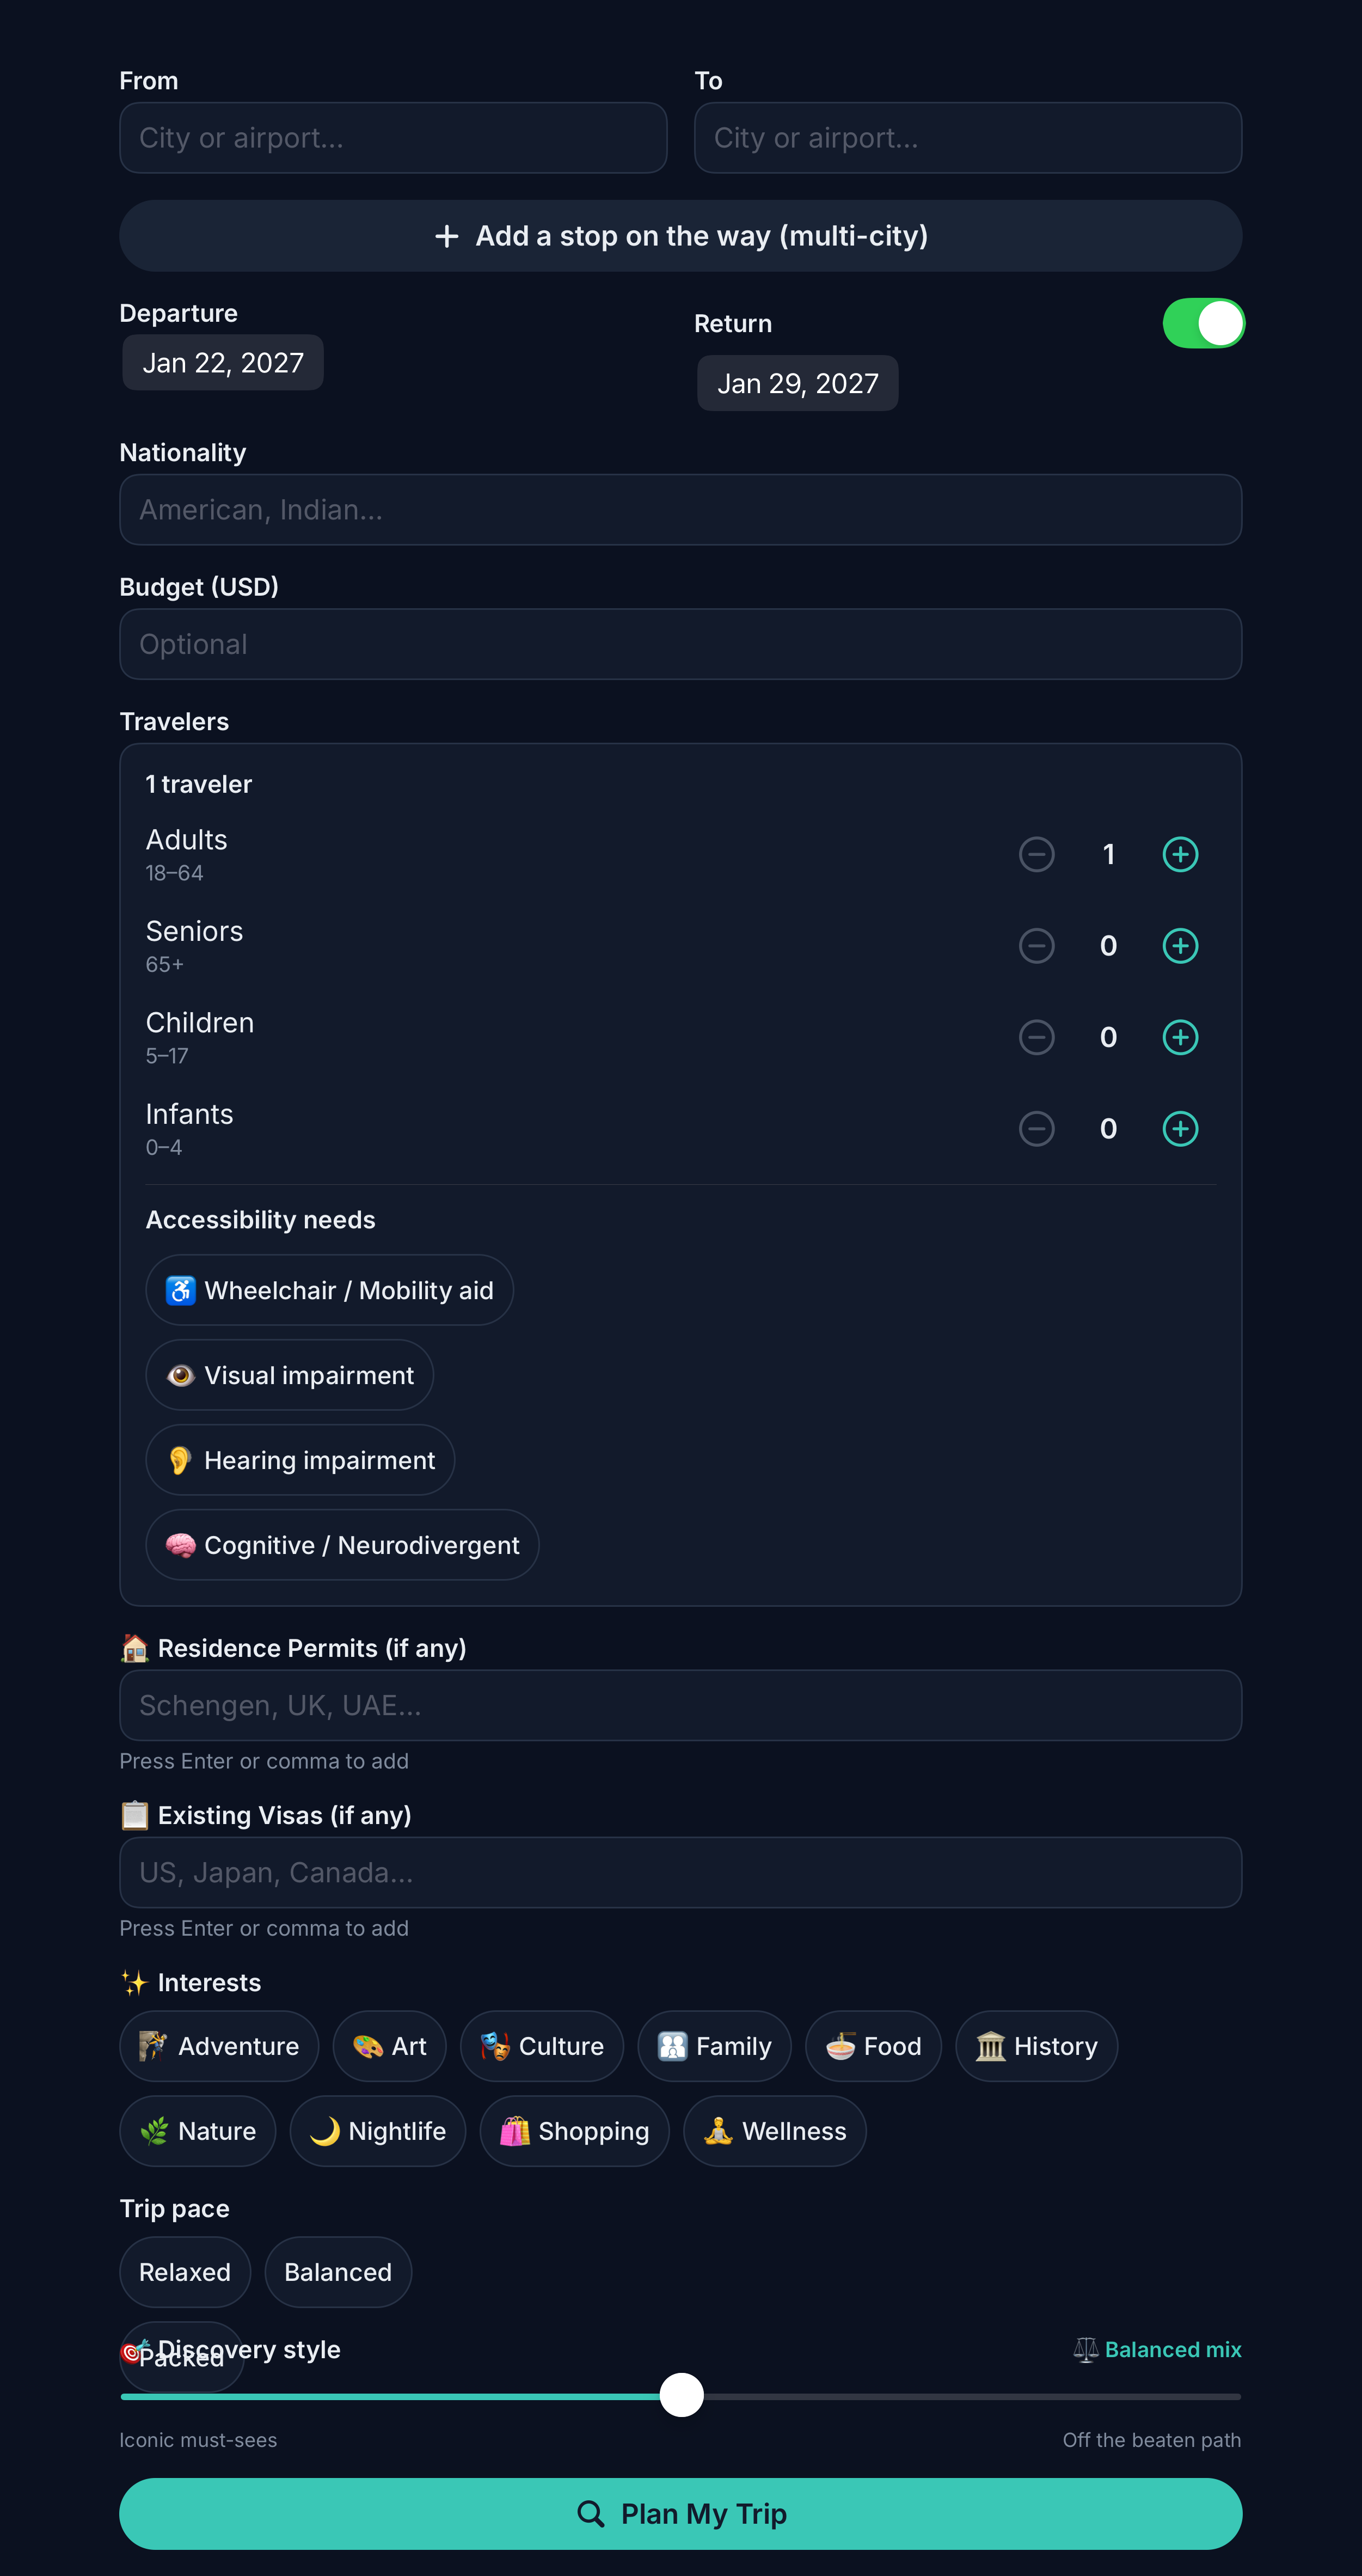 From
To
City or airport...
City or airport...
+ Add a stop on the way (multi-city)
Departure
Return
Jan 22, 2027
Jan 29, 2027
Nationality
American, Indian...
Budget (USD)
Optional
Travelers
1 traveler
Adults
18–64
1
Seniors
65+
0
Children
5–17
0
Infants
0–4
0
Accessibility needs
♿ Wheelchair / Mobility aid
👁️ Visual impairment
👂 Hearing impairment
🧠 Cognitive / Neurodivergent
🏠 Residence Permits (if any)
Schengen, UK, UAE...
Press Enter or comma to add
📋 Existing Visas (if any)
US, Japan, Canada...
Press Enter or comma to add
✨ Interests
🧗 Adventure
🎨 Art
🎭 Culture
👪 Family
🍜 Food
🏛️ History
🌿 Nature
🌙 Nightlife
🛍️ Shopping
🧘 Wellness
Trip pace
Relaxed
Balanced
Packed
🎯 Discovery style
⚖️ Balanced mix
Iconic must-sees
Off the beaten path
Plan My Trip